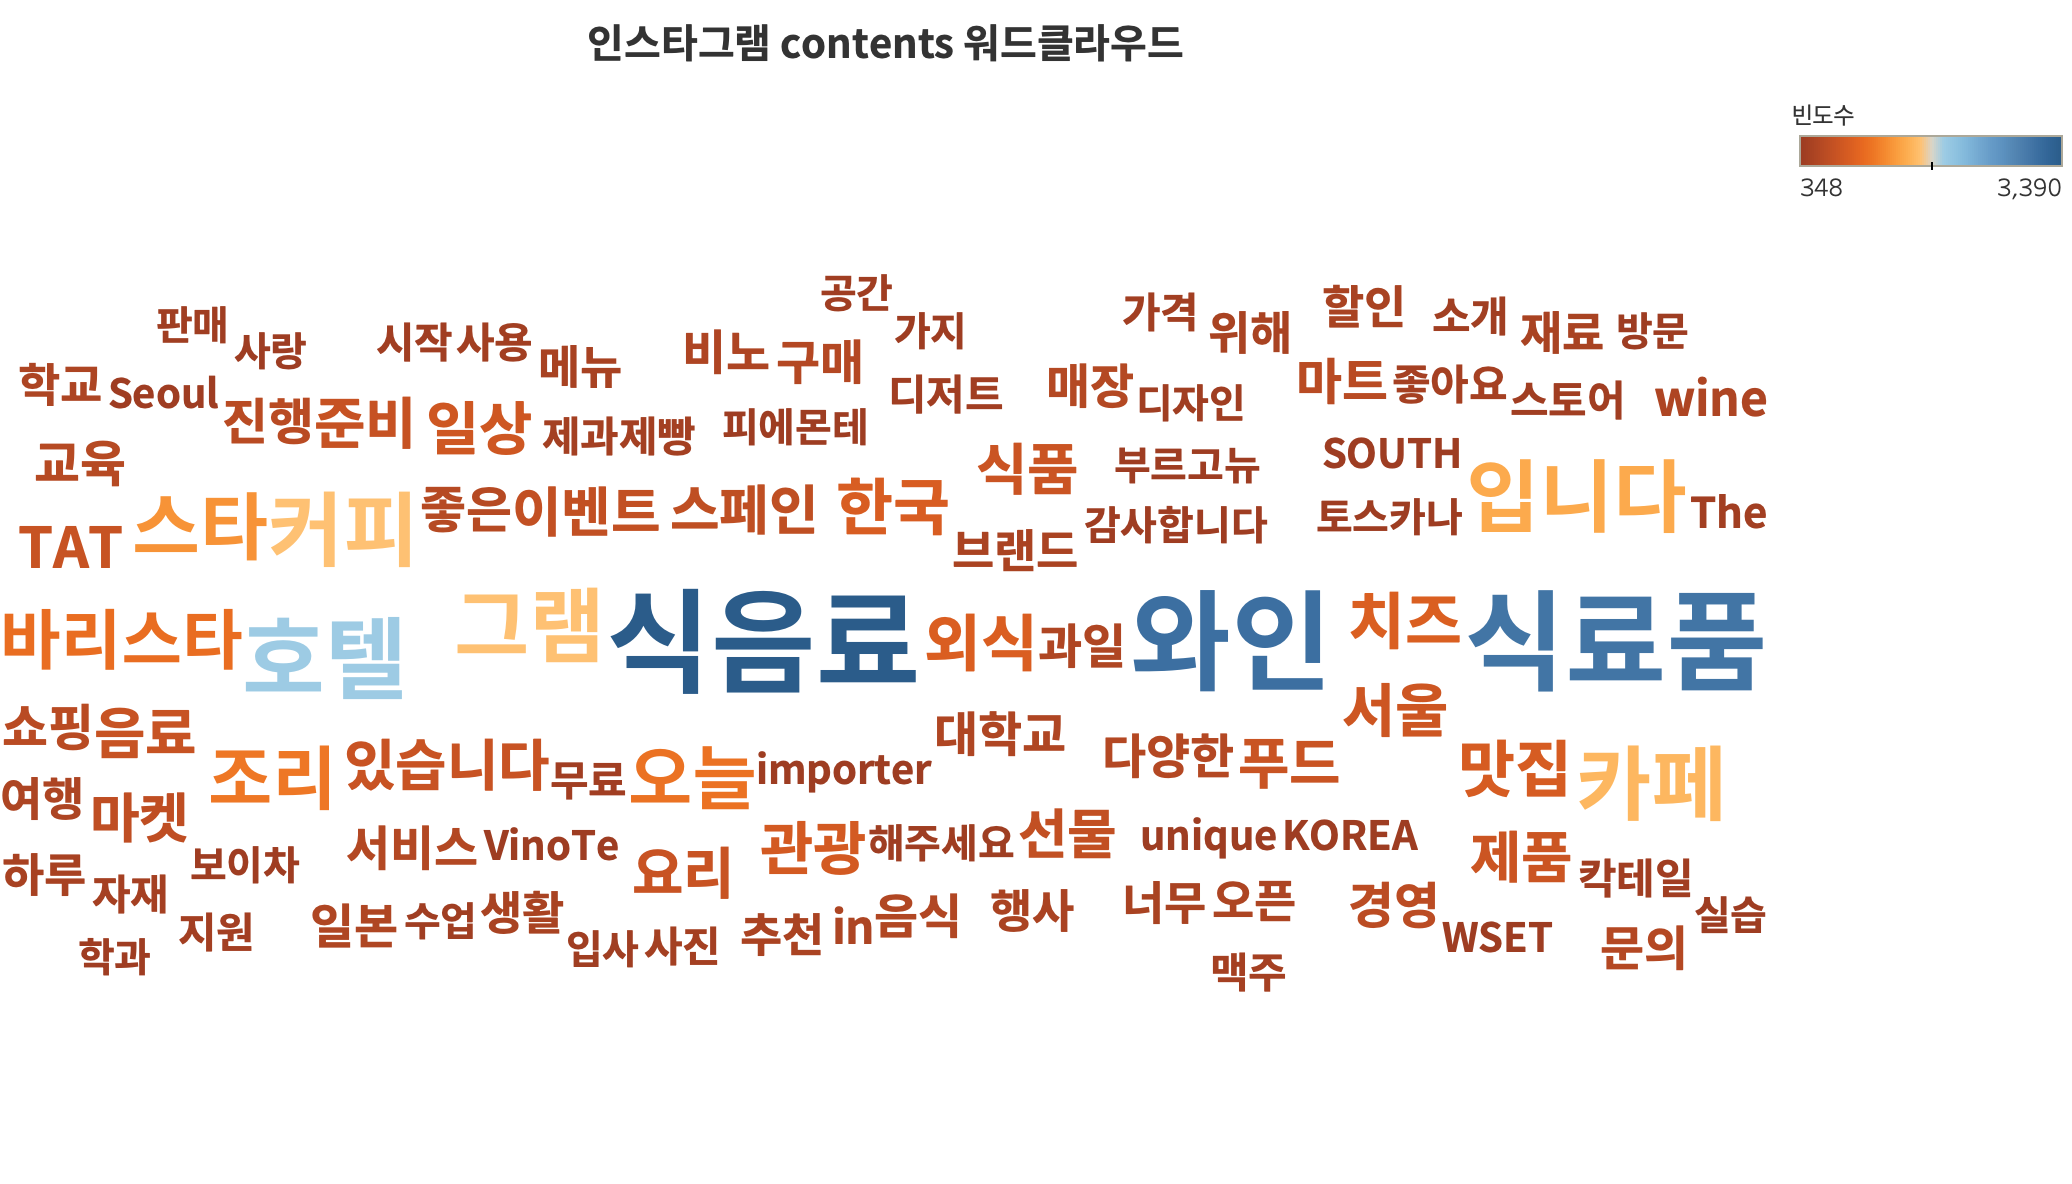 인스타그램 contents 워드클라우드
빈도수
348 3,390
공간
판매 사랑 시작 사용 메뉴 비노 구매 가지 가격 위해 할인 소개 재료 방문
학교 Seoul 진행 준비 일상 제과제빵 피에몬테 디저트 매장 디자인 마트 좋아요 스토어 wine
교육 식품 부르고뉴 SOUTH
TAT 스타 커피 좋은 이벤트 스페인 한국 브랜드 감사합니다 토스카나 입니다 The
바리스타 호텔 그램 식음료 외식 과일 와인 치즈 식료품
쇼핑 음료 대학교 서울
여행 마켓 조리 있습니다 무료 오늘 importer 다양한 푸드 맛집 카페
하루 자재 보이차 서비스 VinoTe 요리 관광 해주세요 선물 unique KOREA 제품 칵테일
학과 지원 일본 수업 생활 입사 사진 추천 in 음식 행사 너무 오픈 경영 WSET 문의 실습
맥주